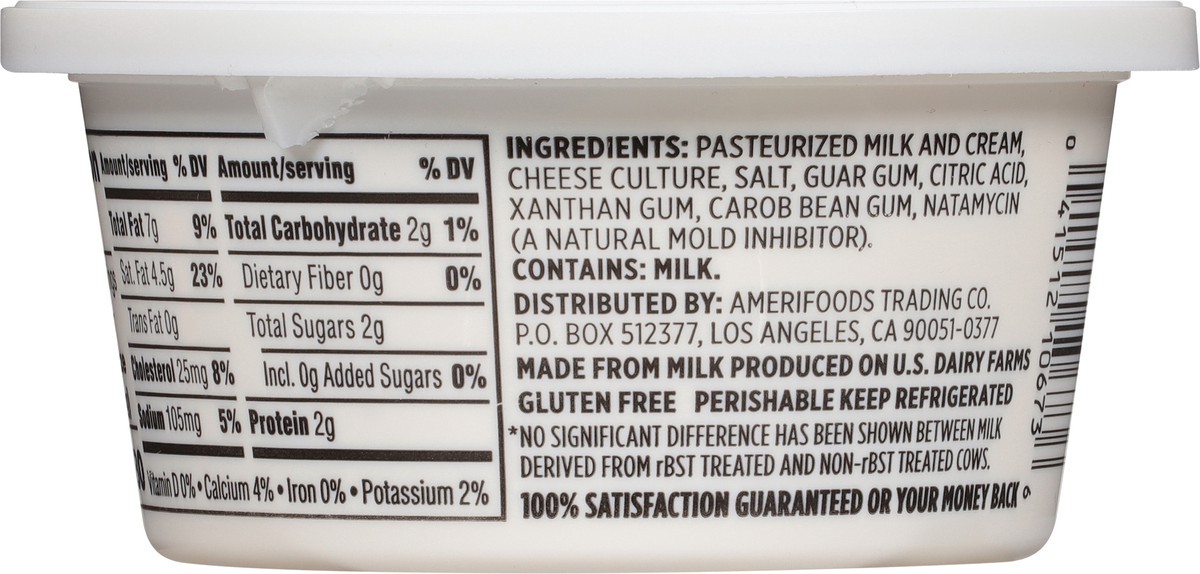 Amount/serving % DV Amount/serving % DV
Total Fat 7g 9% Total Carbohydrate 2g 1%
Sat. Fat 4.5g 23% Dietary Fiber 0g 0%
Trans Fat 0g Total Sugars 2g
Cholesterol 25mg 8% Incl. 0g Added Sugars 0%
Sodium 105mg 5% Protein 2g
Vitamin D 0% • Calcium 4% • Iron 0% • Potassium 2%
INGREDIENTS: PASTEURIZED MILK AND CREAM,
CHEESE CULTURE, SALT, GUAR GUM, CITRIC ACID,
XANTHAN GUM, CAROB BEAN GUM, NATAMYCIN
(A NATURAL MOLD INHIBITOR).
CONTAINS: MILK.
DISTRIBUTED BY: AMERIFOODS TRADING CO.
P.O. BOX 512377, LOS ANGELES, CA 90051-0377
MADE FROM MILK PRODUCED ON U.S. DAIRY FARMS
GLUTEN FREE PERISHABLE KEEP REFRIGERATED
*NO SIGNIFICANT DIFFERENCE HAS BEEN SHOWN BETWEEN MILK
DERIVED FROM rBST TREATED AND NON-rBST TREATED COWS.
100% SATISFACTION GUARANTEED OR YOUR MONEY BACK
0 41512 10673 9